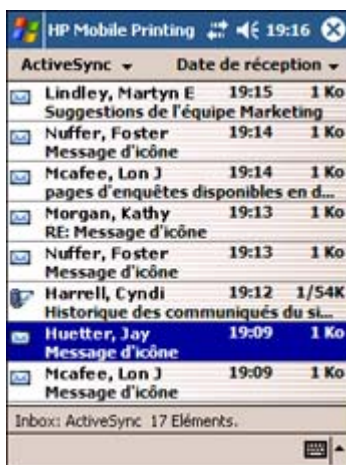 HP Mobile Printing 19:16
ActiveSync Date de réception
Lindley, Martyn E 19:15 1 Ko
Suggestions de l'équipe Marketing
Nuffer, Foster 19:14 1 Ko
Message d'icône
Mcafee, Lon J 19:14 1 Ko
pages d'enquêtes disponibles en d...
Morgan, Kathy 19:13 1 Ko
RE: Message d'icône
Nuffer, Foster 19:13 1 Ko
Message d'icône
Harrell, Cyndi 19:12 1/54K
Historique des communiqués du si...
Huetter, Jay 19:09 1 Ko
Message d'icône
Mcafee, Lon J 19:09 1 Ko
Message d'icône
Inbox: ActiveSync 17 Eléments.